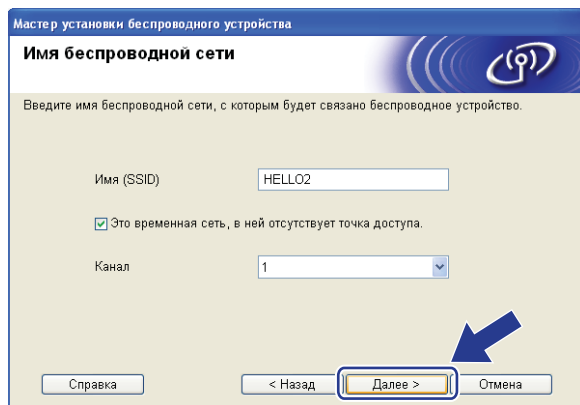 Мастер установки беспроводного устройства
Имя беспроводной сети
Введите имя беспроводной сети, с которым будет связано беспроводное устройство.
Имя (SSID)
HELLO2
Это временная сеть, в ней отсутствует точка доступа.
Канал
1
Справка
< Назад
Далее >
Отмена